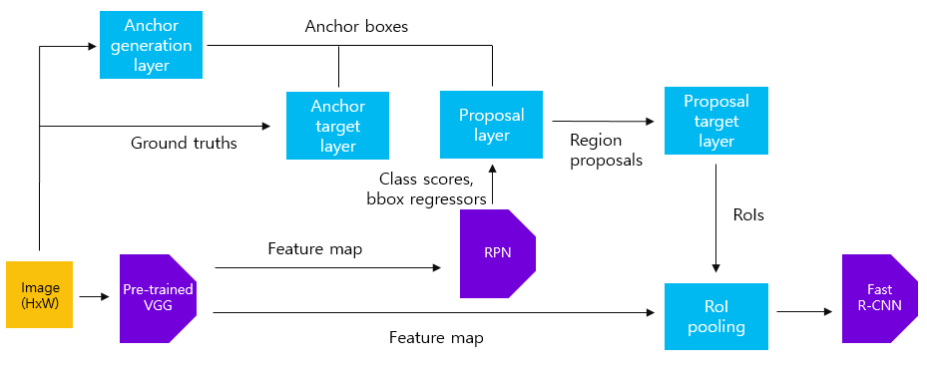 Anchor
generation
layer
Anchor boxes
Anchor
target
layer
Proposal
layer
Proposal
target
layer
Ground truths
Region
proposals
Class scores,
bbox regressors
RoIs
Feature map
RPN
Image
(HxW)
Pre-trained
VGG
RoI
pooling
Fast
R-CNN
Feature map